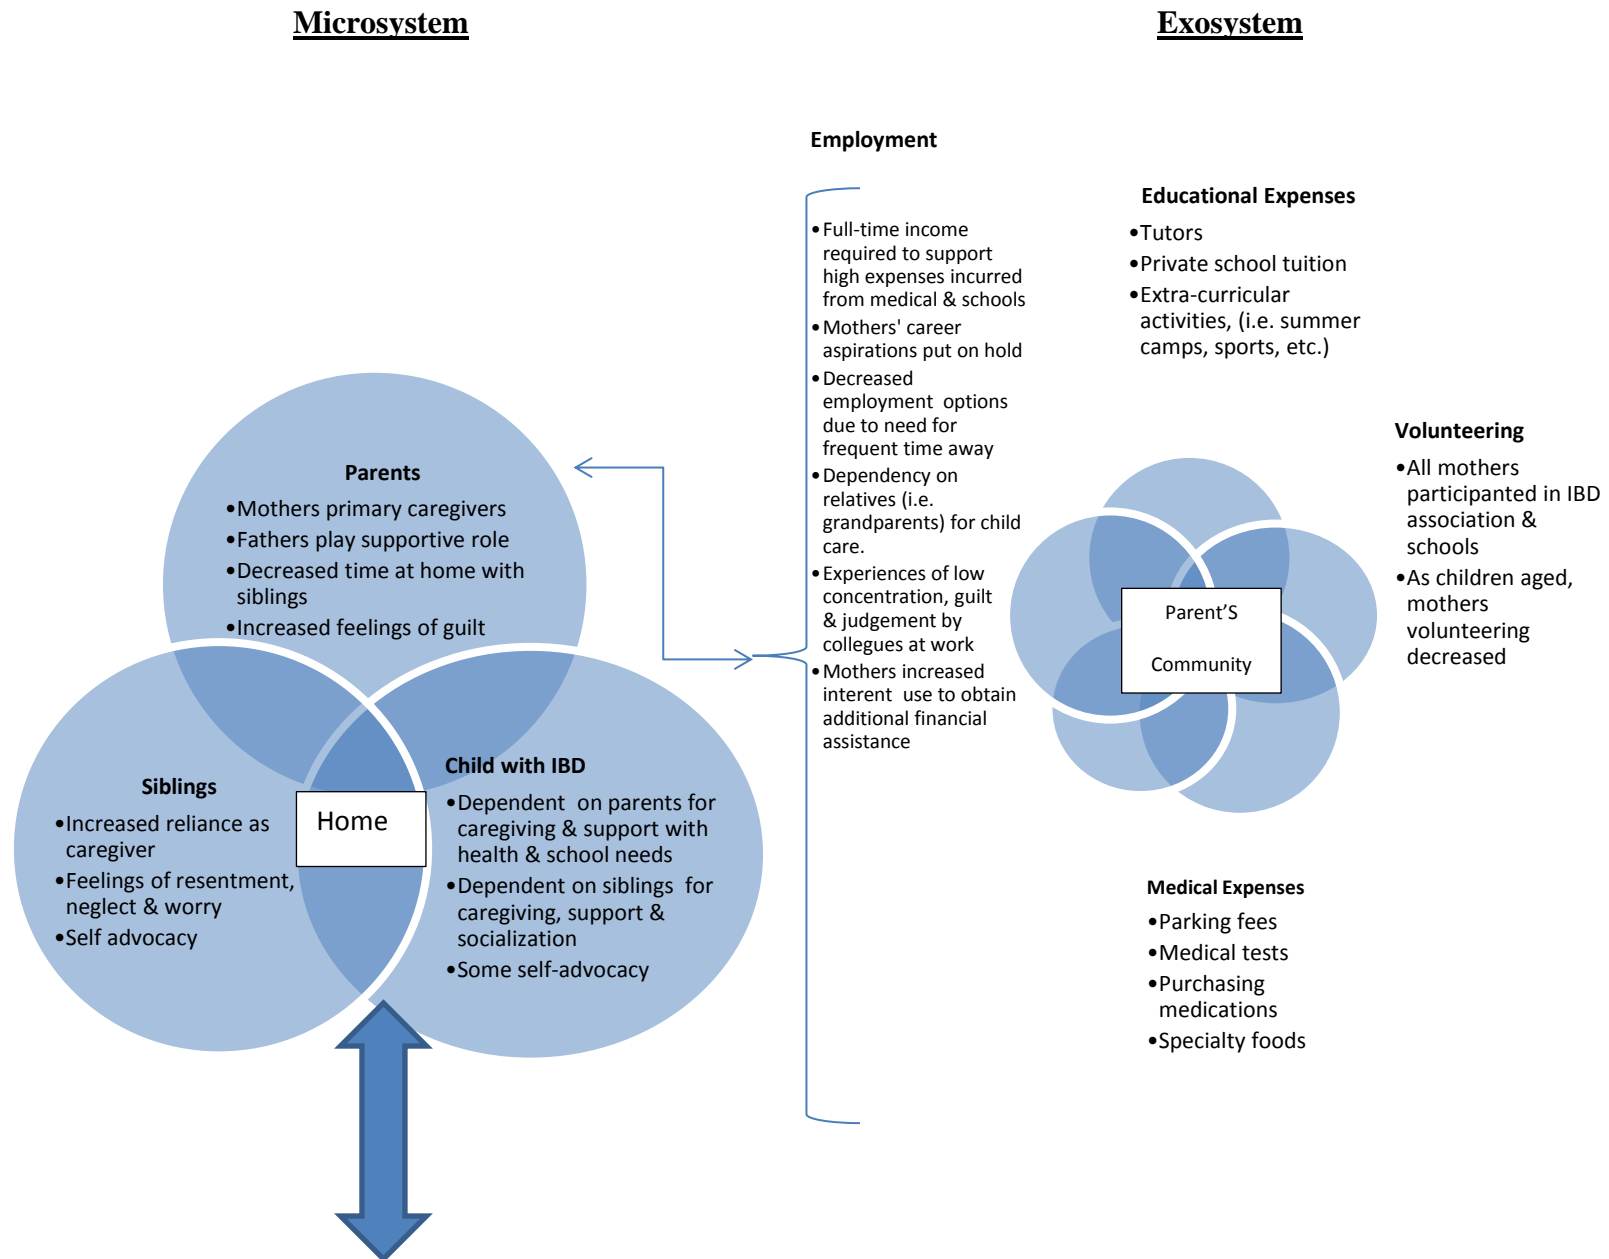 Microsystem
Exosystem
Employment
•Full-time income
required to support
high expenses incurred
from medical & schools
•Mothers' career
aspirations put on hold
•Decreased
employment options
due to need for
frequent time away
•Dependency on
relatives (i.e.
grandparents) for child
care.
•Experiences of low
concentration, guilt
& judgement by
collegues at work
•Mothers increased
interent use to obtain
additional financial
assistance
Educational Expenses
•Tutors
•Private school tuition
•Extra-curricular
activities, (i.e. summer
camps, sports, etc.)
Volunteering
•All mothers
participanted in IBD
association &
schools
•As children aged,
mothers
volunteering
decreased
Parent'S
Community
Medical Expenses
•Parking fees
•Medical tests
•Purchasing
medications
•Specialty foods
Parents
•Mothers primary caregivers
•Fathers play supportive role
•Decreased time at home with
siblings
•Increased feelings of guilt
Siblings
•Increased reliance as
caregiver
•Feelings of resentment,
neglect & worry
•Self advocacy
Home
Child with IBD
•Dependent on parents for
caregiving & support with
health & school needs
•Dependent on siblings for
caregiving, support &
socialization
•Some self-advocacy